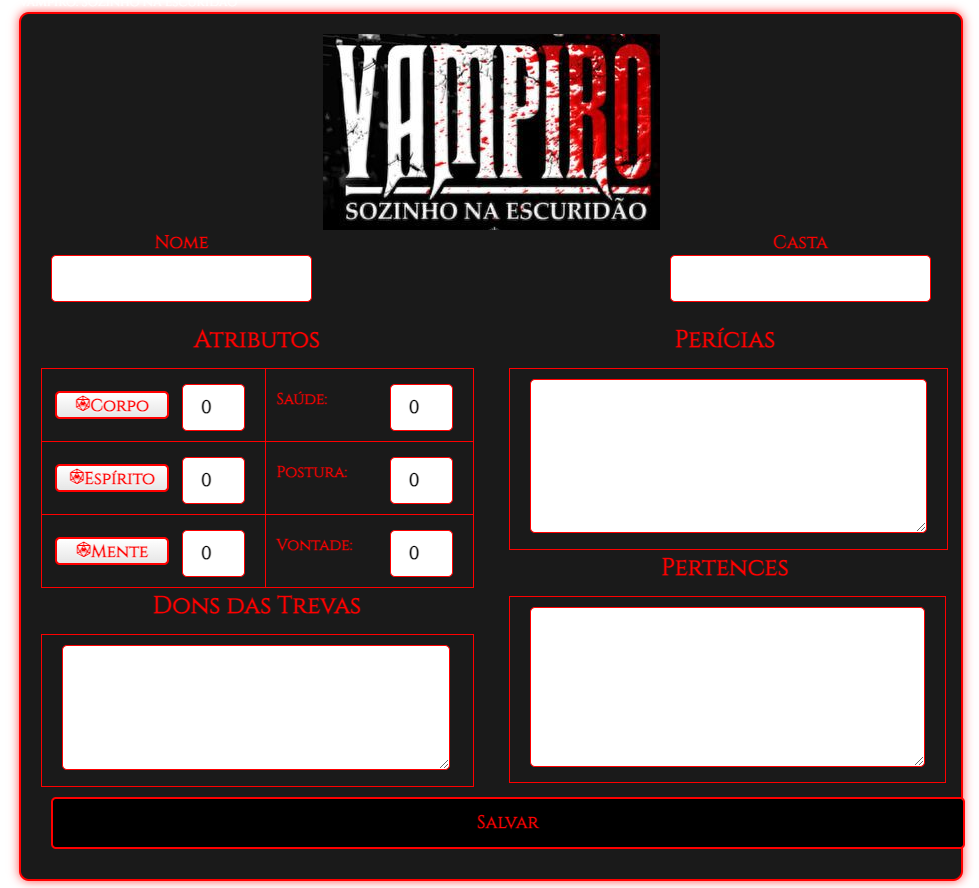 VAMPIRO
SOZINHO NA ESCURIDÃO
Nome
Casta
Atributos
Perícias
Corpo 0 Saúde: 0
Espírito 0 Postura: 0
Mente 0 Vontade: 0
Pertences
Dons das Trevas
Salvar